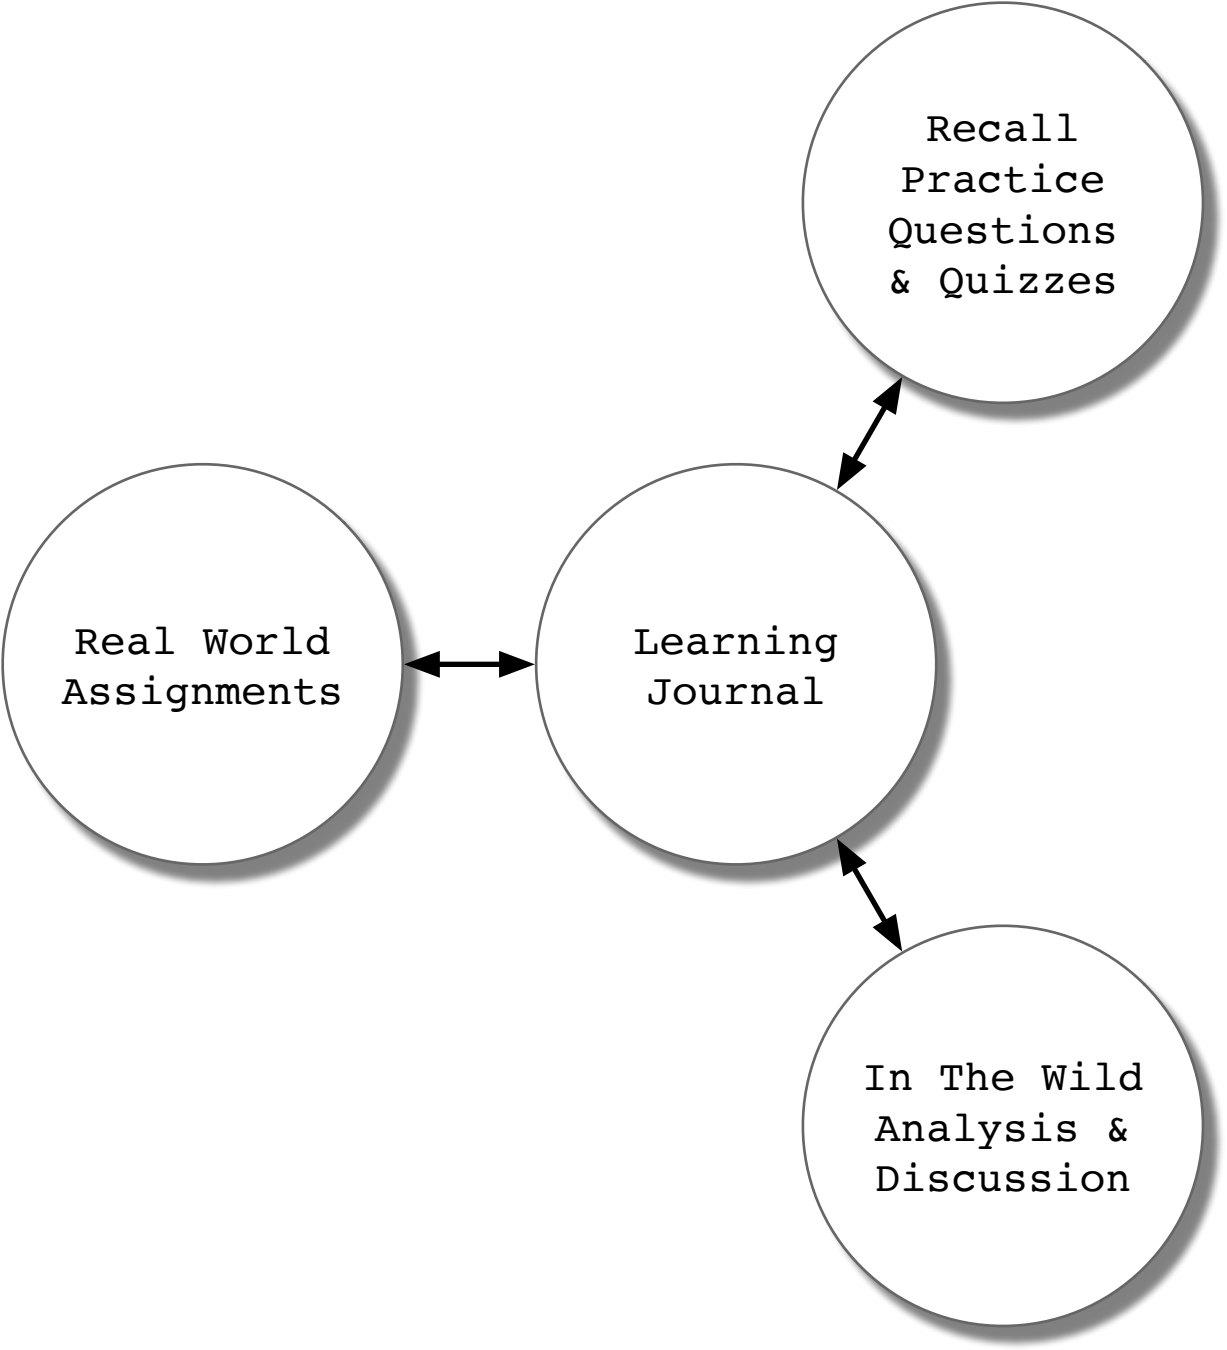 Recall
Practice
Questions
& Quizzes
Real World
Assignments
Learning
Journal
In The Wild
Analysis &
Discussion